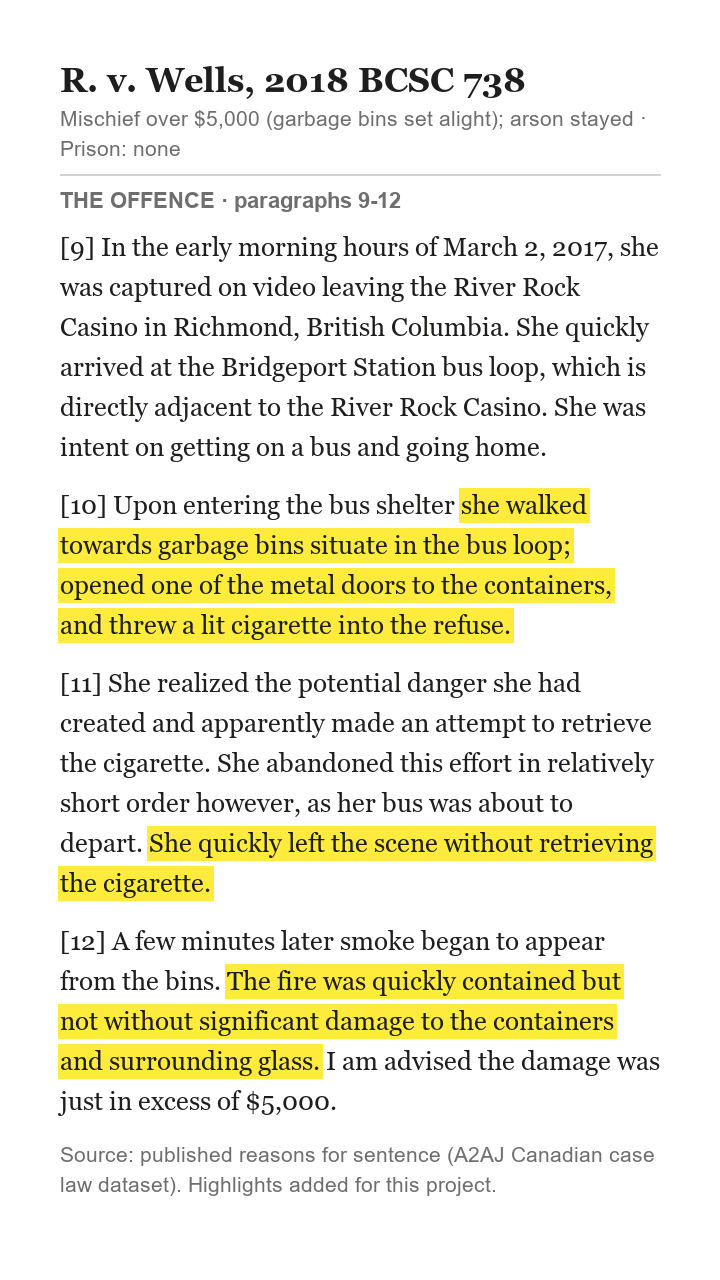 R. v. Wells, 2018 BCSC 738
Mischief over $5,000 (garbage bins set alight); arson stayed ·
Prison: none
THE OFFENCE · paragraphs 9-12
[9] In the early morning hours of March 2, 2017, she
was captured on video leaving the River Rock
Casino in Richmond, British Columbia. She quickly
arrived at the Bridgeport Station bus loop, which is
directly adjacent to the River Rock Casino. She was
intent on getting on a bus and going home.
[10] Upon entering the bus shelter she walked
towards garbage bins situate in the bus loop;
opened one of the metal doors to the containers,
and threw a lit cigarette into the refuse.
[11] She realized the potential danger she had
created and apparently made an attempt to retrieve
the cigarette. She abandoned this effort in relatively
short order however, as her bus was about to
depart. She quickly left the scene without retrieving
the cigarette.
[12] A few minutes later smoke began to appear
from the bins. The fire was quickly contained but
not without significant damage to the containers
and surrounding glass. I am advised the damage was
just in excess of $5,000.
Source: published reasons for sentence (A2AJ Canadian case
law dataset). Highlights added for this project.